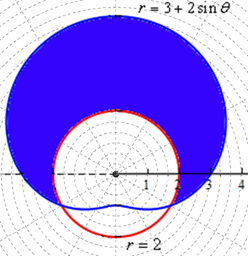 r = 3 + 2 sin θ
1 2 3 4
r = 2